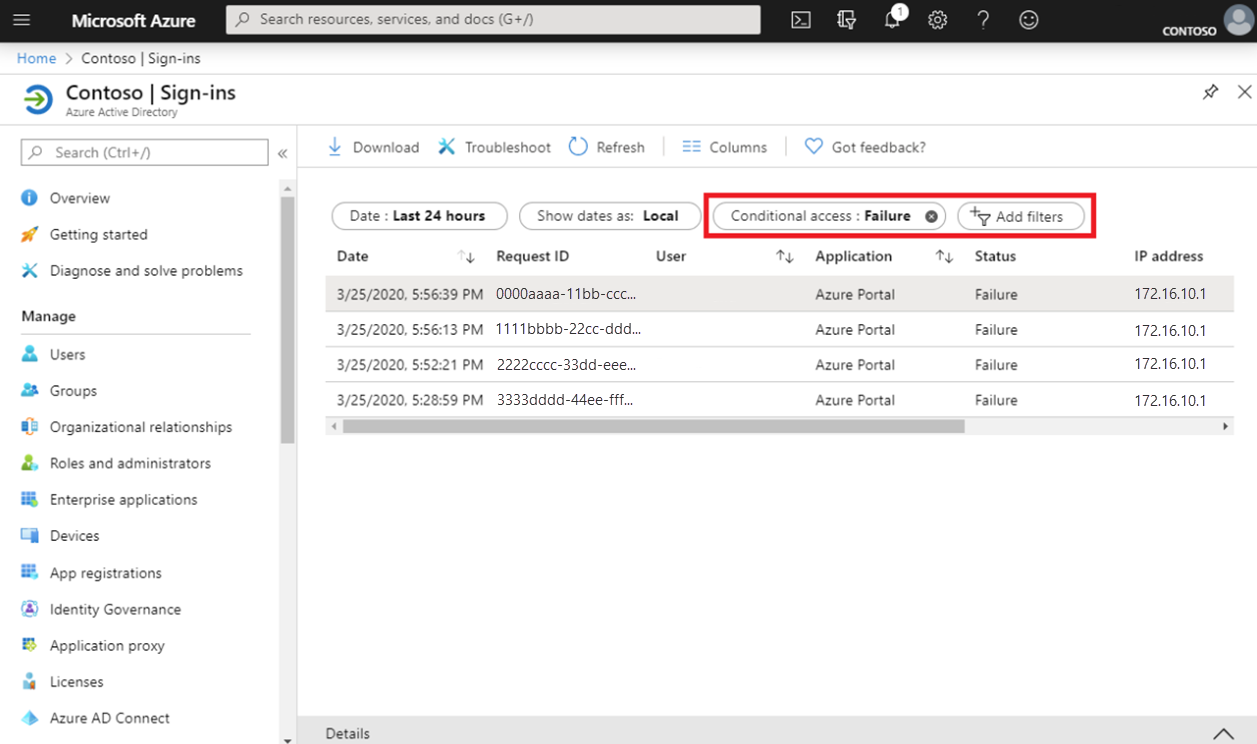 Microsoft Azure
Search resources, services, and docs (G+/)
1
CONTOSO
Home > Contoso | Sign-ins
Contoso | Sign-ins
Azure Active Directory
Search (Ctrl+/)
«
Overview
Getting started
Diagnose and solve problems
Manage
Users
Groups
Organizational relationships
Roles and administrators
Enterprise applications
Devices
App registrations
Identity Governance
Application proxy
Licenses
Azure AD Connect
Download Troubleshoot Refresh Columns Got feedback?
Date : Last 24 hours Show dates as: Local Conditional access : Failure Add filters
Date Request ID User Application Status IP address
3/25/2020, 5:56:39 PM 0000aaaa-11bb-ccc... Azure Portal Failure 172.16.10.1
3/25/2020, 5:56:13 PM 1111bbbb-22cc-ddd... Azure Portal Failure 172.16.10.1
3/25/2020, 5:52:21 PM 2222cccc-33dd-eee... Azure Portal Failure 172.16.10.1
3/25/2020, 5:28:59 PM 3333dddd-44ee-fff... Azure Portal Failure 172.16.10.1
Details